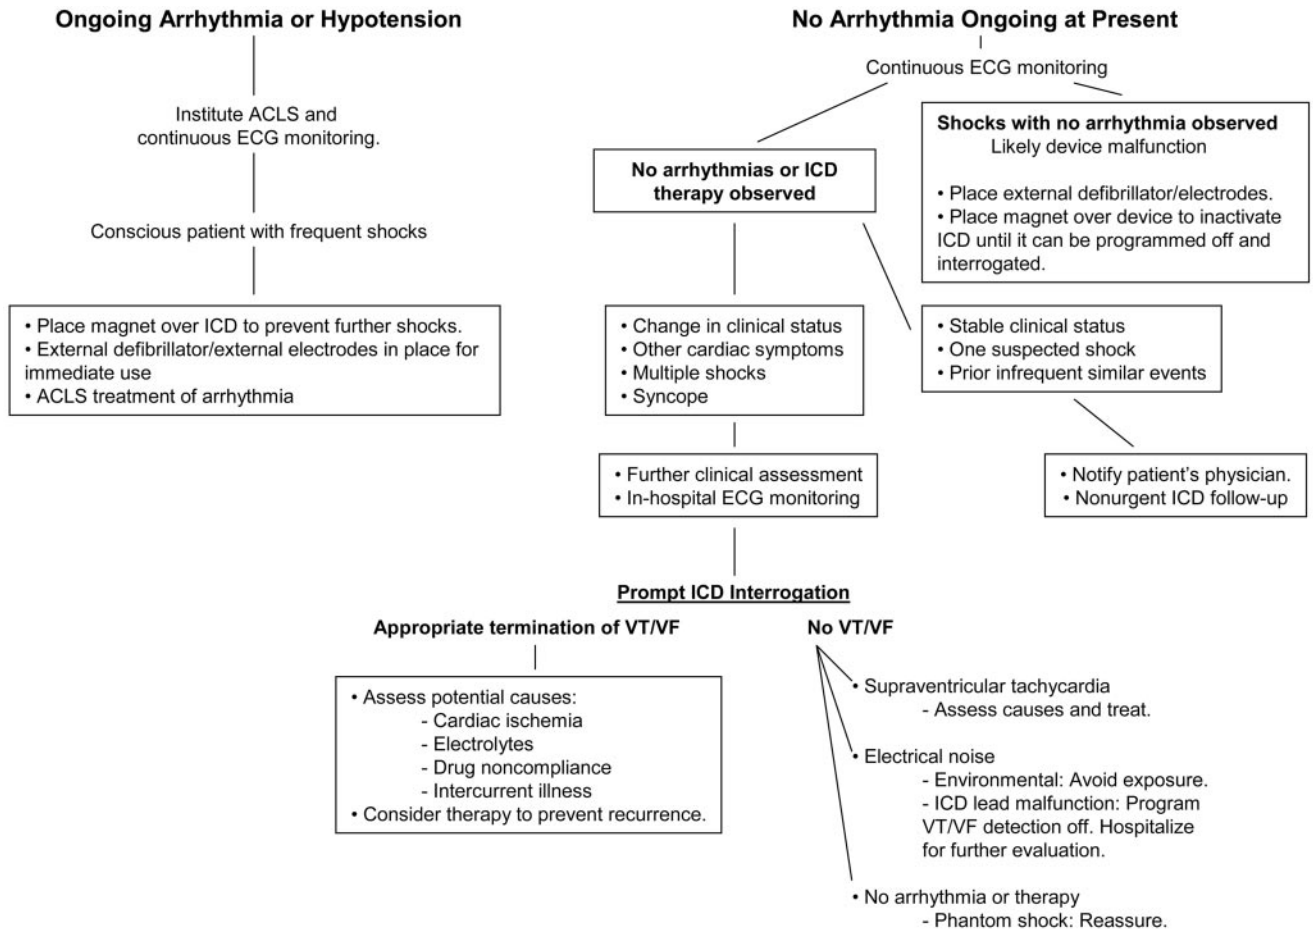 Ongoing Arrhythmia or Hypotension
Institute ACLS and
continuous ECG monitoring.
Conscious patient with frequent shocks
• Place magnet over ICD to prevent further shocks.
• External defibrillator/external electrodes in place for
immediate use
• ACLS treatment of arrhythmia
No Arrhythmia Ongoing at Present
Continuous ECG monitoring
No arrhythmias or ICD
therapy observed
Shocks with no arrhythmia observed
Likely device malfunction
• Place external defibrillator/electrodes.
• Place magnet over device to inactivate
ICD until it can be programmed off and
interrogated.
• Change in clinical status
• Other cardiac symptoms
• Multiple shocks
• Syncope
• Stable clinical status
• One suspected shock
• Prior infrequent similar events
• Further clinical assessment
• In-hospital ECG monitoring
• Notify patient's physician.
• Nonurgent ICD follow-up
Prompt ICD Interrogation
Appropriate termination of VT/VF
• Assess potential causes:
- Cardiac ischemia
- Electrolytes
- Drug noncompliance
- Intercurrent illness
• Consider therapy to prevent recurrence.
No VT/VF
• Supraventricular tachycardia
- Assess causes and treat.
• Electrical noise
- Environmental: Avoid exposure.
- ICD lead malfunction: Program
VT/VF detection off. Hospitalize
for further evaluation.
• No arrhythmia or therapy
- Phantom shock: Reassure.